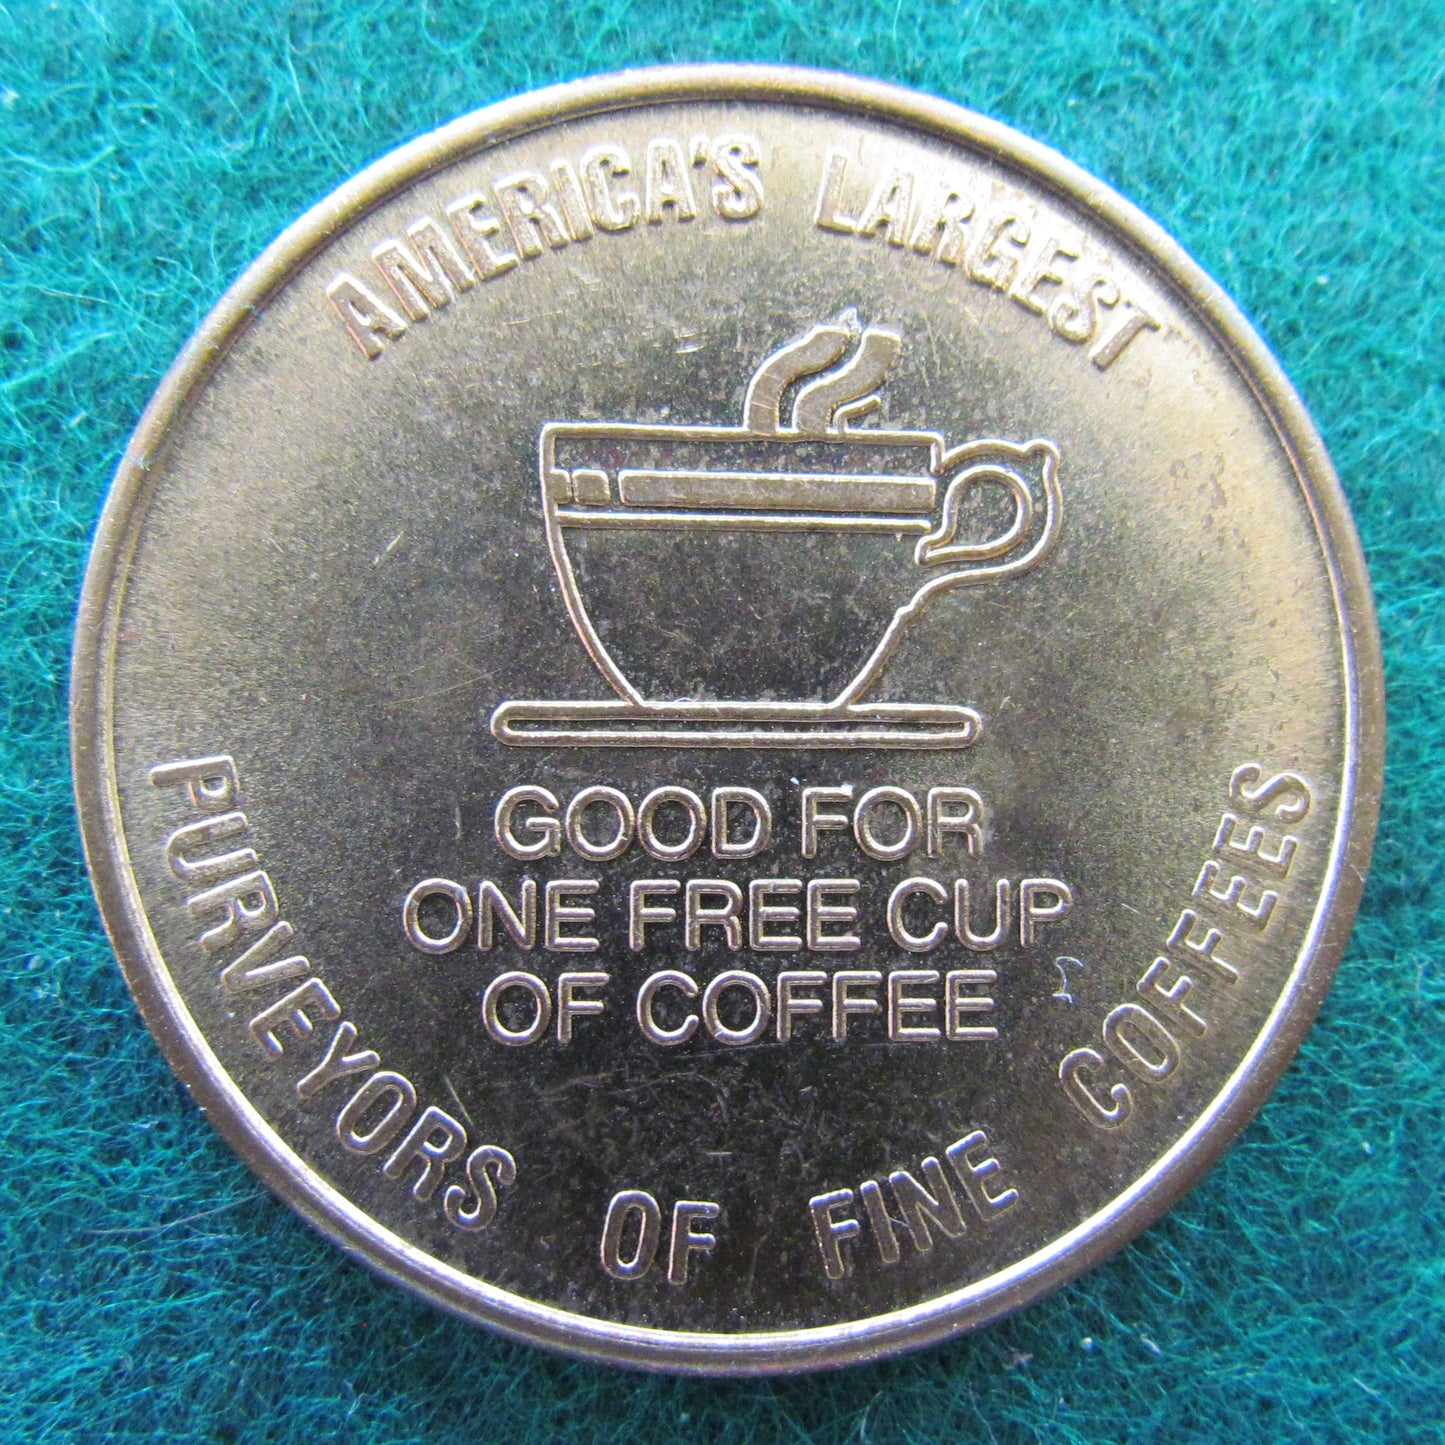 AMERICA'S LARGEST
GOOD FOR
ONE FREE CUP
OF COFFEE
PURVEYORS OF FINE COFFEES